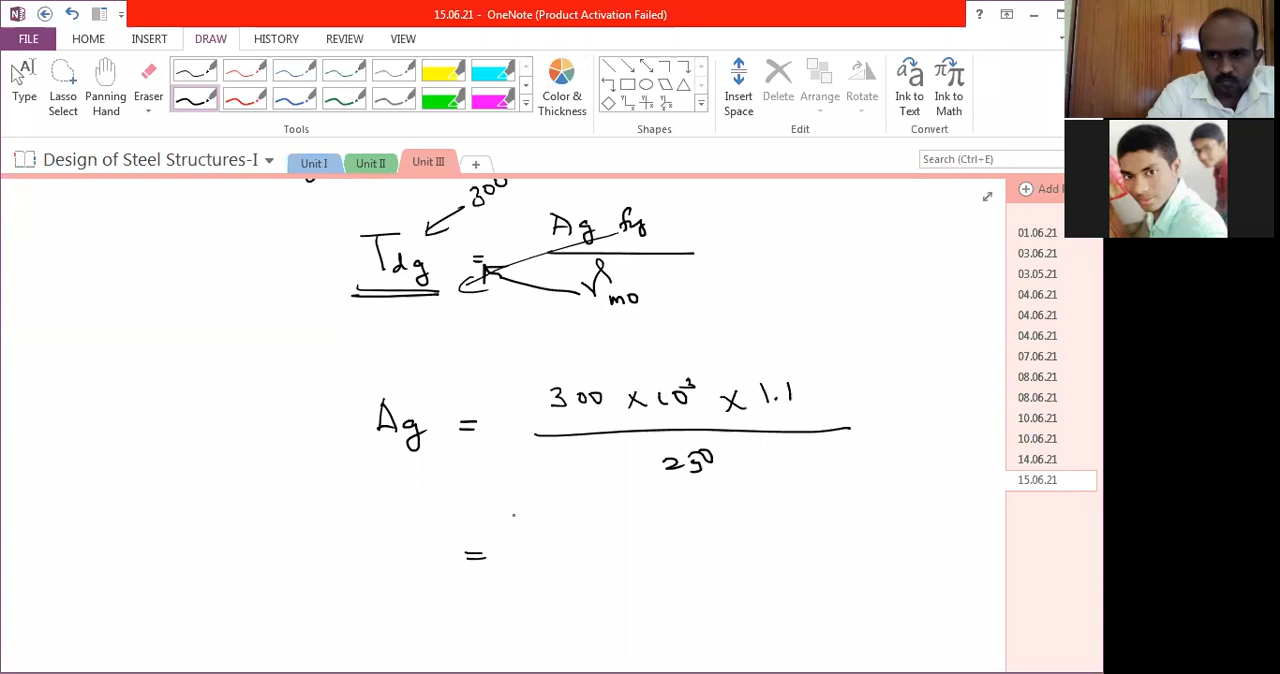 15.06.21 - OneNote (Product Activation Failed)
FILE HOME INSERT DRAW HISTORY REVIEW VIEW
Type Lasso Select Panning Hand Eraser Color & Thickness Insert Space Delete Arrange Rotate Ink to Text Ink to Math
Tools Shapes Edit Convert
Design of Steel Structures-I Unit I Unit II Unit III Search (Ctrl+E)
Add
300
Tdg = Ag fy
γmo
Ag = 300 × 10³ × 1.1
250
=
01.06.21
03.06.21
03.05.21
04.06.21
04.06.21
04.06.21
07.06.21
08.06.21
08.06.21
10.06.21
10.06.21
14.06.21
15.06.21